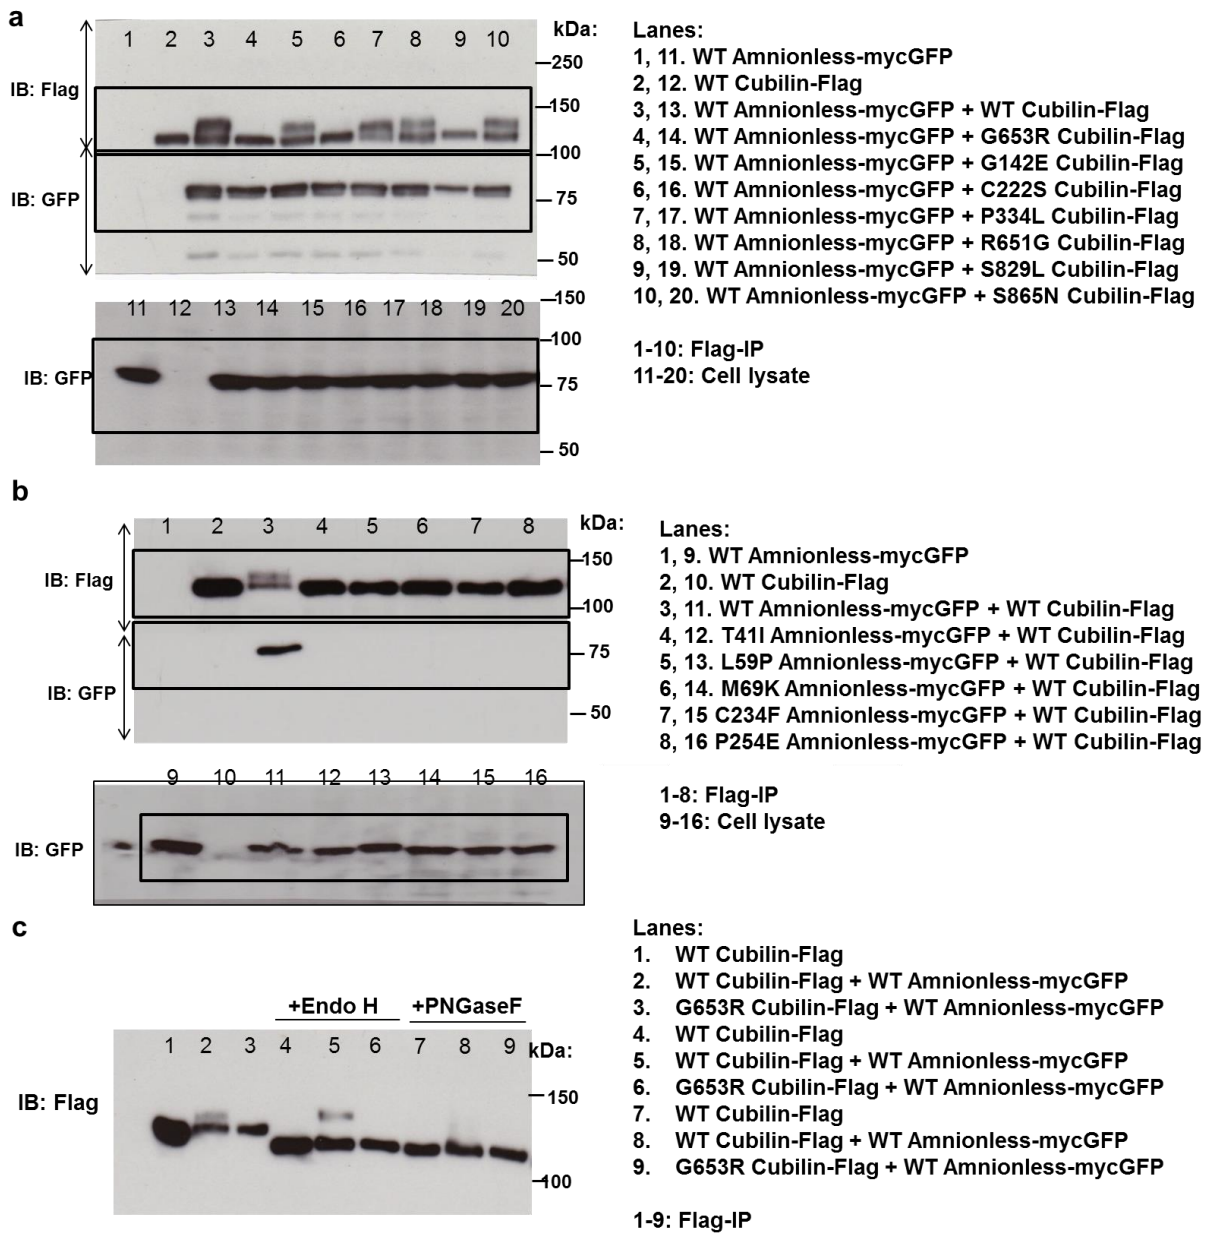 a
1 2 3 4 5 6 7 8 9 10
kDa:
250
150
100
75
50
IB: Flag
IB: GFP
11 12 13 14 15 16 17 18 19 20
150
100
75
50
IB: GFP
Lanes:
1, 11. WT Amnionless-mycGFP
2, 12. WT Cubilin-Flag
3, 13. WT Amnionless-mycGFP + WT Cubilin-Flag
4, 14. WT Amnionless-mycGFP + G653R Cubilin-Flag
5, 15. WT Amnionless-mycGFP + G142E Cubilin-Flag
6, 16. WT Amnionless-mycGFP + C222S Cubilin-Flag
7, 17. WT Amnionless-mycGFP + P334L Cubilin-Flag
8, 18. WT Amnionless-mycGFP + R651G Cubilin-Flag
9, 19. WT Amnionless-mycGFP + S829L Cubilin-Flag
10, 20. WT Amnionless-mycGFP + S865N Cubilin-Flag
1-10: Flag-IP
11-20: Cell lysate
b
1 2 3 4 5 6 7 8
kDa:
150
100
75
50
IB: Flag
IB: GFP
9 10 11 12 13 14 15 16
IB: GFP
Lanes:
1, 9. WT Amnionless-mycGFP
2, 10. WT Cubilin-Flag
3, 11. WT Amnionless-mycGFP + WT Cubilin-Flag
4, 12. T41I Amnionless-mycGFP + WT Cubilin-Flag
5, 13. L59P Amnionless-mycGFP + WT Cubilin-Flag
6, 14. M69K Amnionless-mycGFP + WT Cubilin-Flag
7, 15 C234F Amnionless-mycGFP + WT Cubilin-Flag
8, 16 P254E Amnionless-mycGFP + WT Cubilin-Flag
1-8: Flag-IP
9-16: Cell lysate
c
+Endo H +PNGaseF
1 2 3 4 5 6 7 8 9
kDa:
150
100
IB: Flag
Lanes:
1. WT Cubilin-Flag
2. WT Cubilin-Flag + WT Amnionless-mycGFP
3. G653R Cubilin-Flag + WT Amnionless-mycGFP
4. WT Cubilin-Flag
5. WT Cubilin-Flag + WT Amnionless-mycGFP
6. G653R Cubilin-Flag + WT Amnionless-mycGFP
7. WT Cubilin-Flag
8. WT Cubilin-Flag + WT Amnionless-mycGFP
9. G653R Cubilin-Flag + WT Amnionless-mycGFP
1-9: Flag-IP